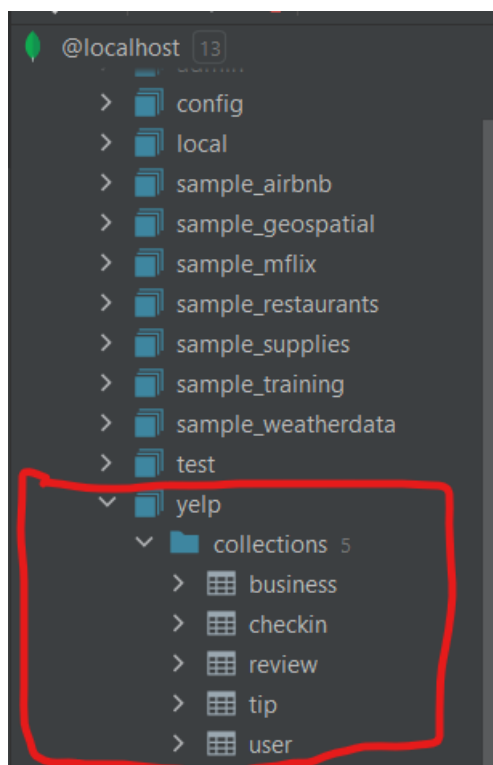 @localhost 13
config
local
sample_airbnb
sample_geospatial
sample_mflix
sample_restaurants
sample_supplies
sample_training
sample_weatherdata
test
yelp
collections 5
business
checkin
review
tip
user